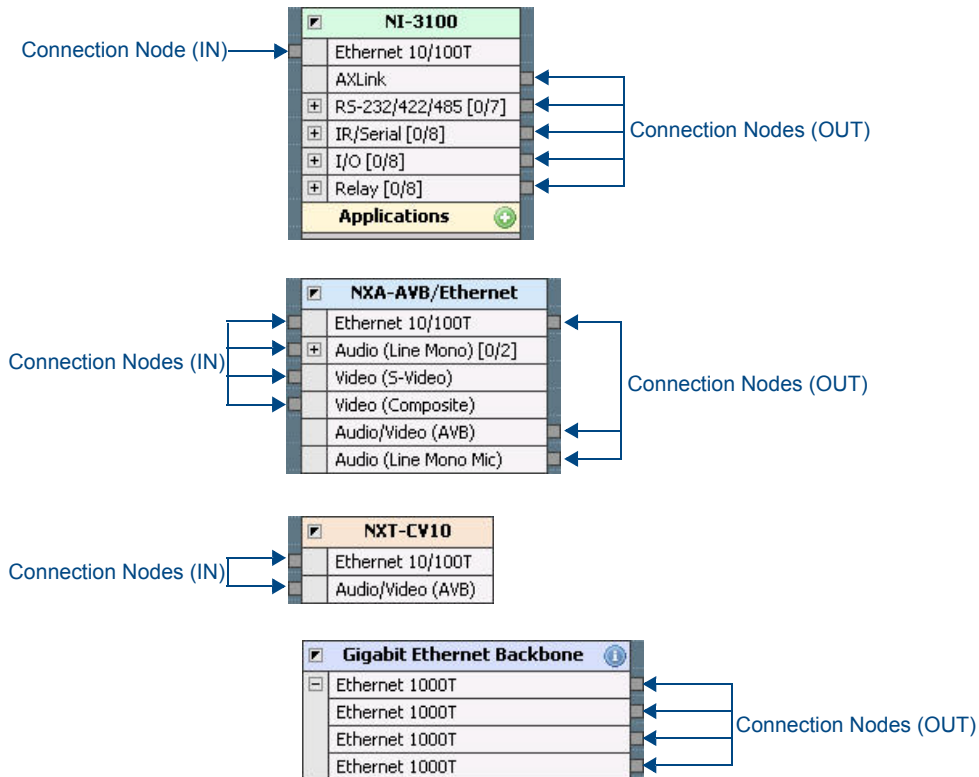 NI-3100
Connection Node (IN)
Ethernet 10/100T
AXLink
RS-232/422/485 [0/7]
IR/Serial [0/8]
Connection Nodes (OUT)
I/O [0/8]
Relay [0/8]
Applications
NXA-AVB/Ethernet
Ethernet 10/100T
Audio (Line Mono) [0/2]
Connection Nodes (IN)
Video (S-Video)
Connection Nodes (OUT)
Video (Composite)
Audio/Video (AVB)
Audio (Line Mono Mic)
NXT-CV10
Ethernet 10/100T
Connection Nodes (IN)
Audio/Video (AVB)
Gigabit Ethernet Backbone
Ethernet 1000T
Ethernet 1000T
Connection Nodes (OUT)
Ethernet 1000T
Ethernet 1000T